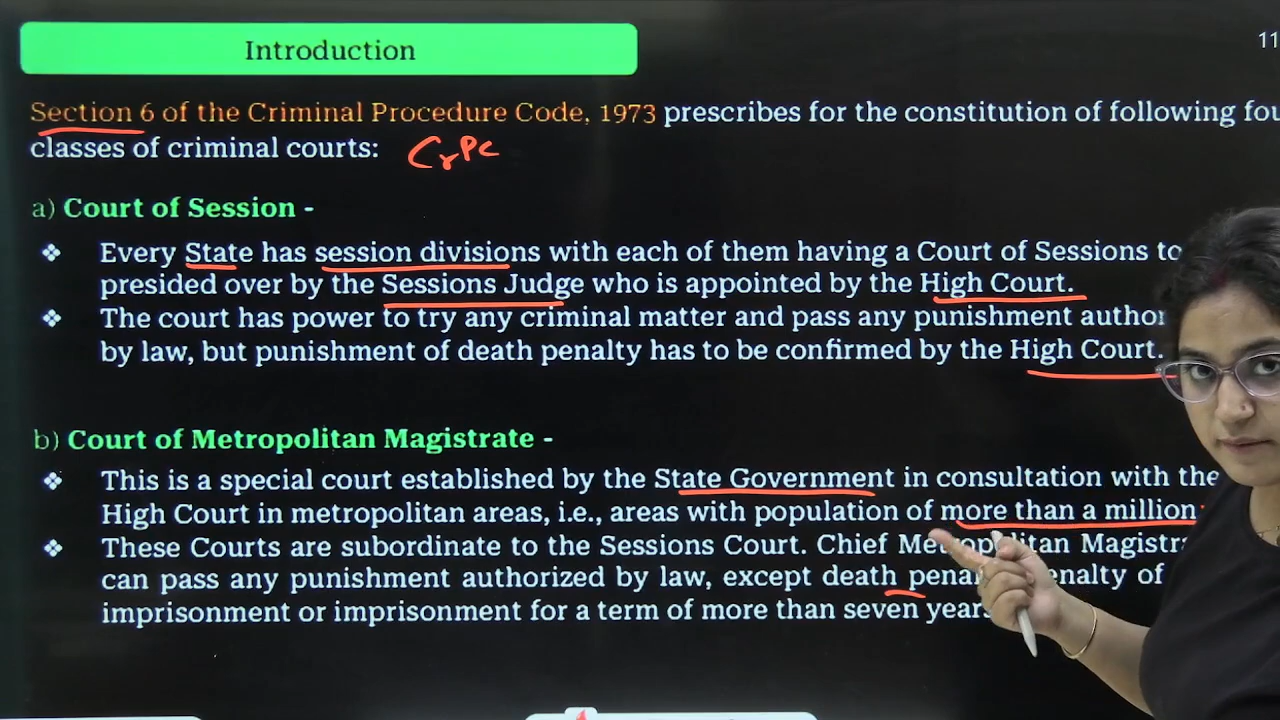 Introduction
11
Section 6 of the Criminal Procedure Code, 1973 prescribes for the constitution of following
classes of criminal courts: CrPC
a) Court of Session -
❖ Every State has session divisions with each of them having a Court of Sessions to
presided over by the Sessions Judge who is appointed by the High Court.
❖ The court has power to try any criminal matter and pass any punishment
by law, but punishment of death penalty has to be confirmed by the High Court.
b) Court of Metropolitan Magistrate -
❖ This is a special court established by the State Government in consultation with the
High Court in metropolitan areas, i.e., areas with population of more than a million
❖ These Courts are subordinate to the Sessions Court. Chief Metropolitan
can pass any punishment authorized by law, except death of
imprisonment or imprisonment for a term of more than seven years